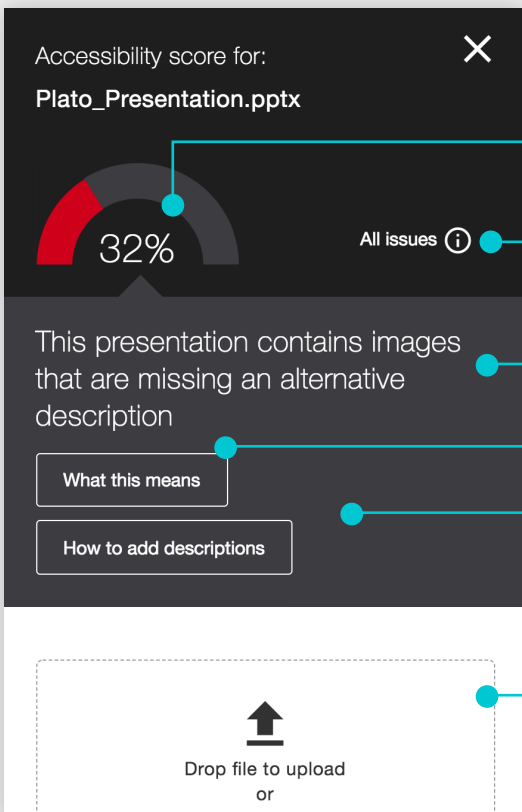 Accessibility score for:
Plato_Presentation.pptx
32%
All issues
This presentation contains images
that are missing an alternative
description
What this means
How to add descriptions
Drop file to upload
or